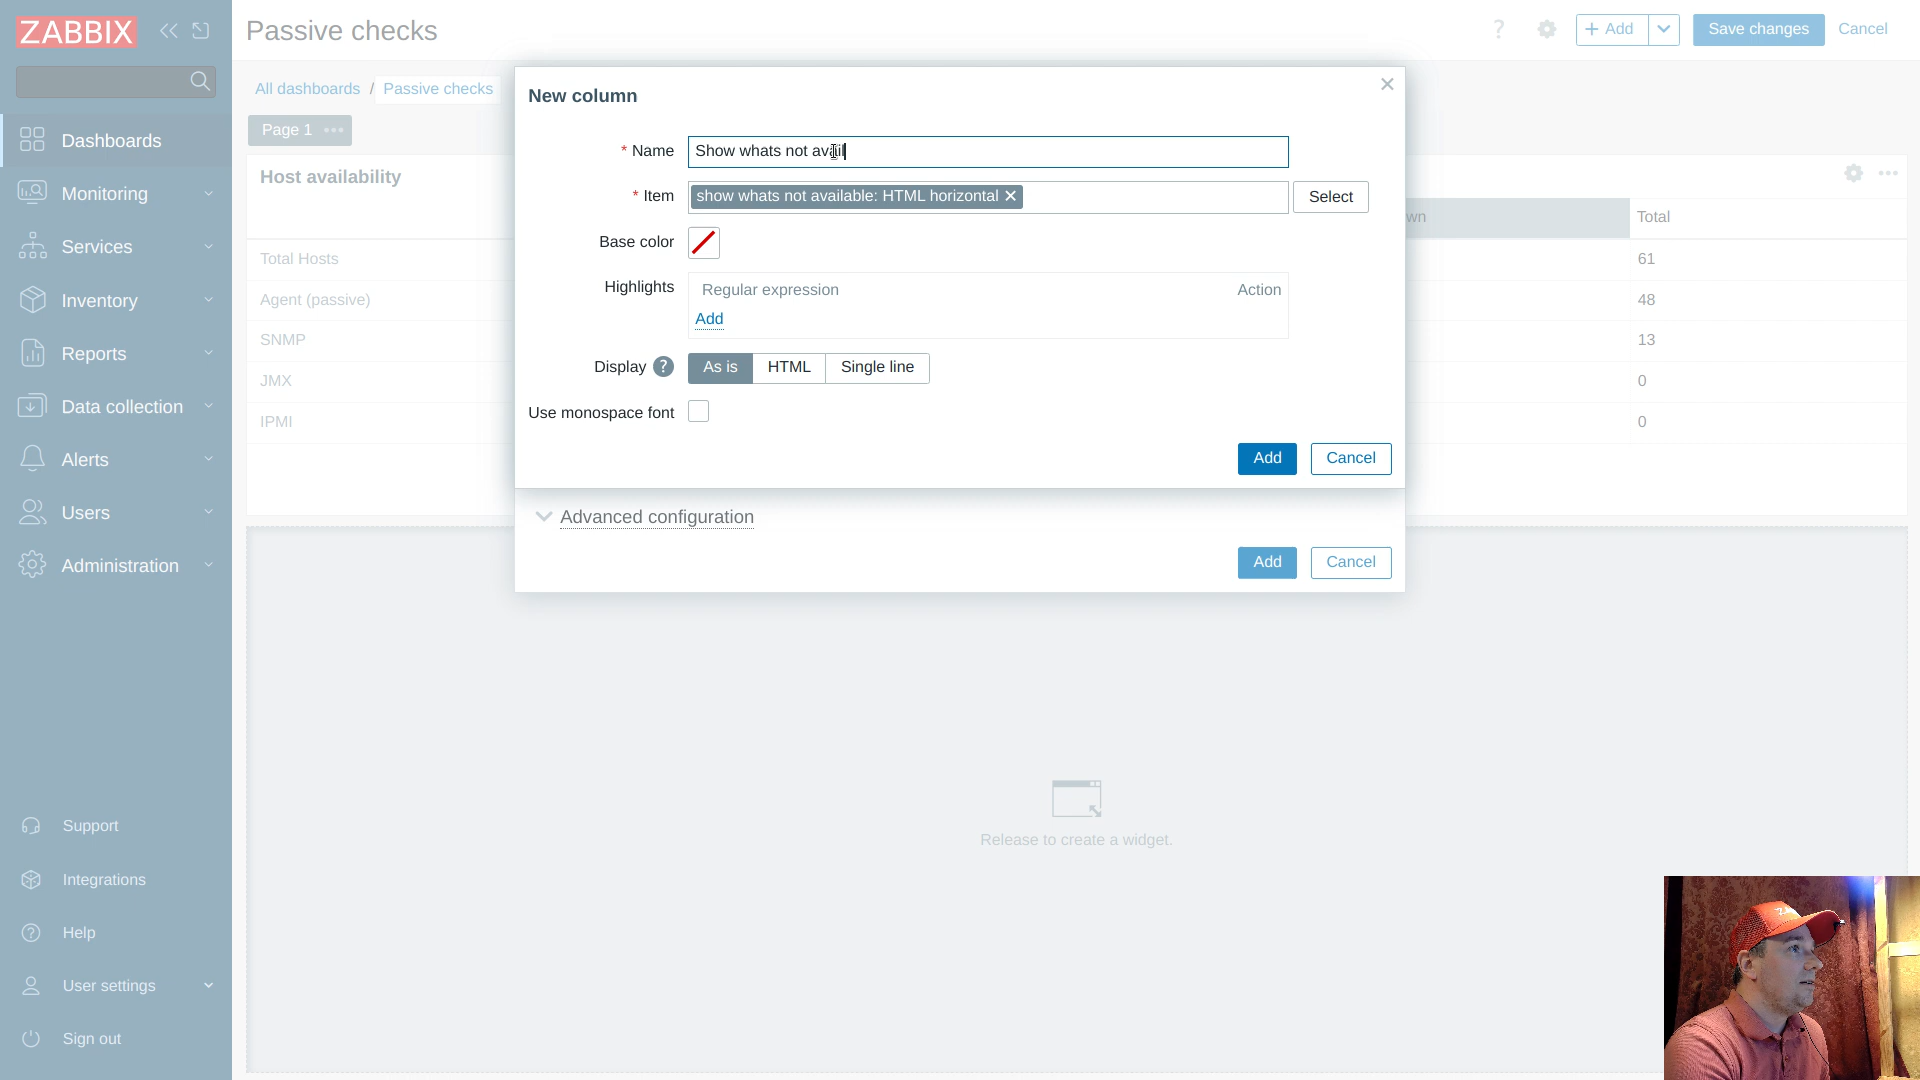 ZABBIX
Passive checks
+ Add
Save changes
Cancel
All dashboards / Passive checks
Page 1
Dashboards
Monitoring
Services
Inventory
Reports
Data collection
Alerts
Users
Administration
Support
Integrations
Help
User settings
Sign out
Host availability
Total Hosts
Agent (passive)
SNMP
JMX
IPMI
New column
* Name
Show whats not avail
* Item
show whats not available: HTML horizontal
Select
Base color
Highlights
Regular expression
Action
Add
Display ?
As is
HTML
Single line
Use monospace font
Add
Cancel
Advanced configuration
Add
Cancel
wn
Total
61
48
13
0
0
Release to create a widget.